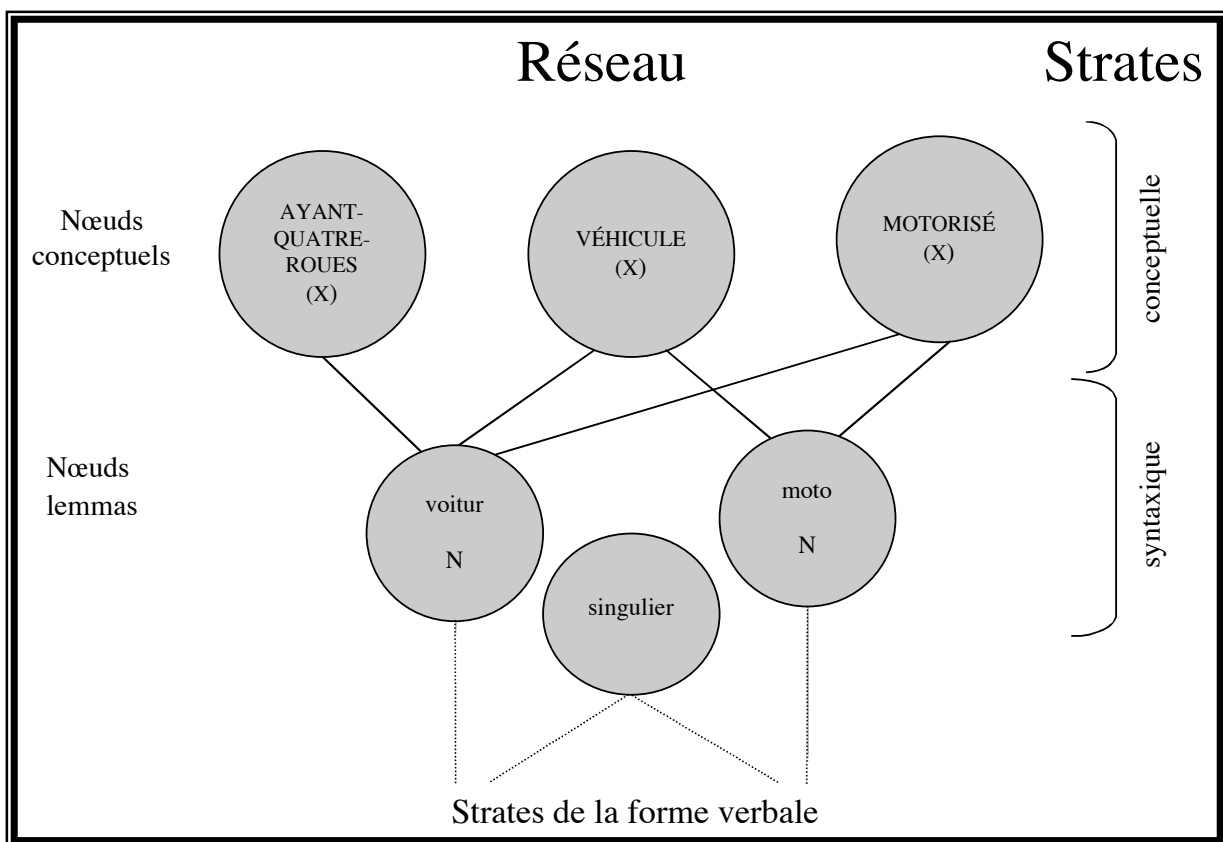 Réseau
Strates
Nœuds
conceptuels
AYANT-
QUATRE-
ROUES
(X)
VÉHICULE
(X)
MOTORISÉ
(X)
conceptuelle
Nœuds
lemmas
voitur
N
moto
N
singulier
syntaxique
Strates de la forme verbale